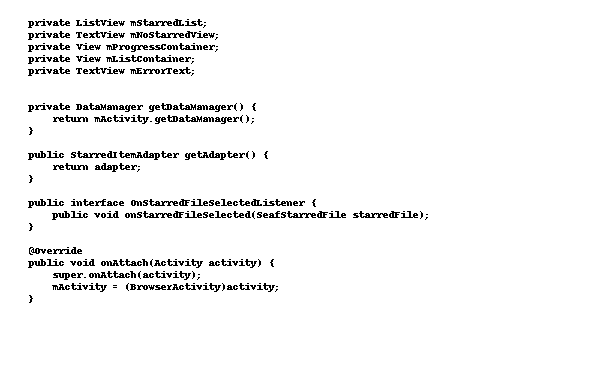 private ListView mStarredList;
private TextView mNoStarredView;
private View mProgressContainer;
private View mListContainer;
private TextView mErrorText;
private DataManager getDataManager() {
return mActivity.getDataManager();
}
public StarredItemAdapter getAdapter() {
return adapter;
}
public interface OnStarredFileSelectedListener {
public void onStarredFileSelected(SeafStarredFile starredFile);
}
@Override
public void onAttach(Activity activity) {
super.onAttach(activity);
mActivity = (BrowserActivity)activity;
}